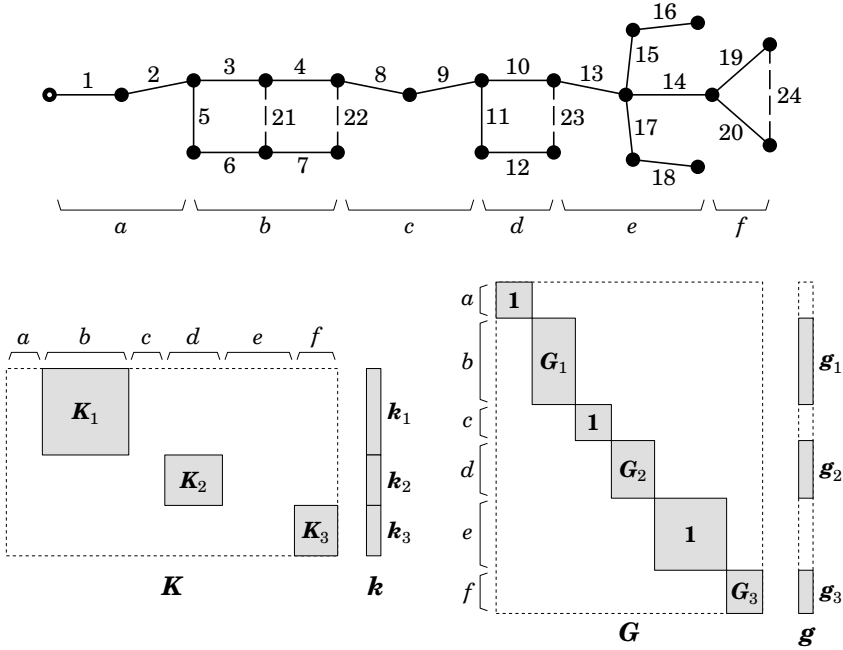 16
1 2 3 4 8 9 10 13 15 14 19
5 21 22 11 23 24
6 7 12 17 20
18
a b c d e f
a b c d e f
K₁ k₁
K₂ k₂
K₃ k₃
K k
a 1
b G₁ g₁
c 1
d G₂ g₂
e 1
f G₃ g₃
G g